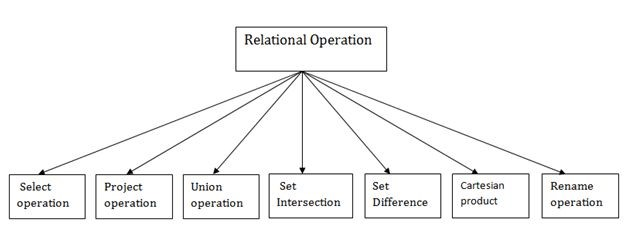 Relational Operation
Select
operation
Project
operation
Union
operation
Set
Intersection
Set
Difference
Cartesian
product
Rename
operation